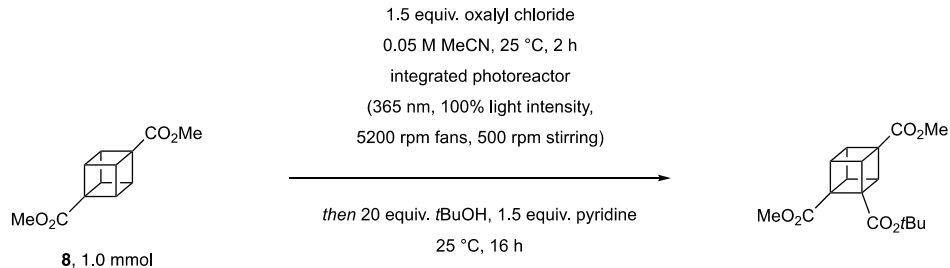 1.5 equiv. oxalyl chloride
0.05 M MeCN, 25 °C, 2 h
integrated photoreactor
(365 nm, 100% light intensity,
5200 rpm fans, 500 rpm stirring)
then 20 equiv. tBuOH, 1.5 equiv. pyridine
25 °C, 16 h
CO2Me
MeO2C
8, 1.0 mmol
CO2Me
MeO2C
CO2tBu